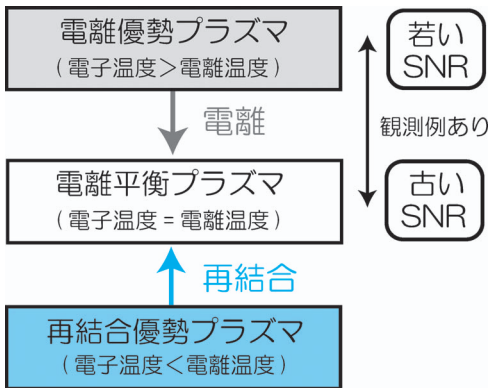 電離優勢プラズマ
(電子温度>電離温度)
若い
SNR
電離
観測例あり
電離平衡プラズマ
(電子温度=電離温度)
古い
SNR
再結合
再結合優勢プラズマ
(電子温度<電離温度)